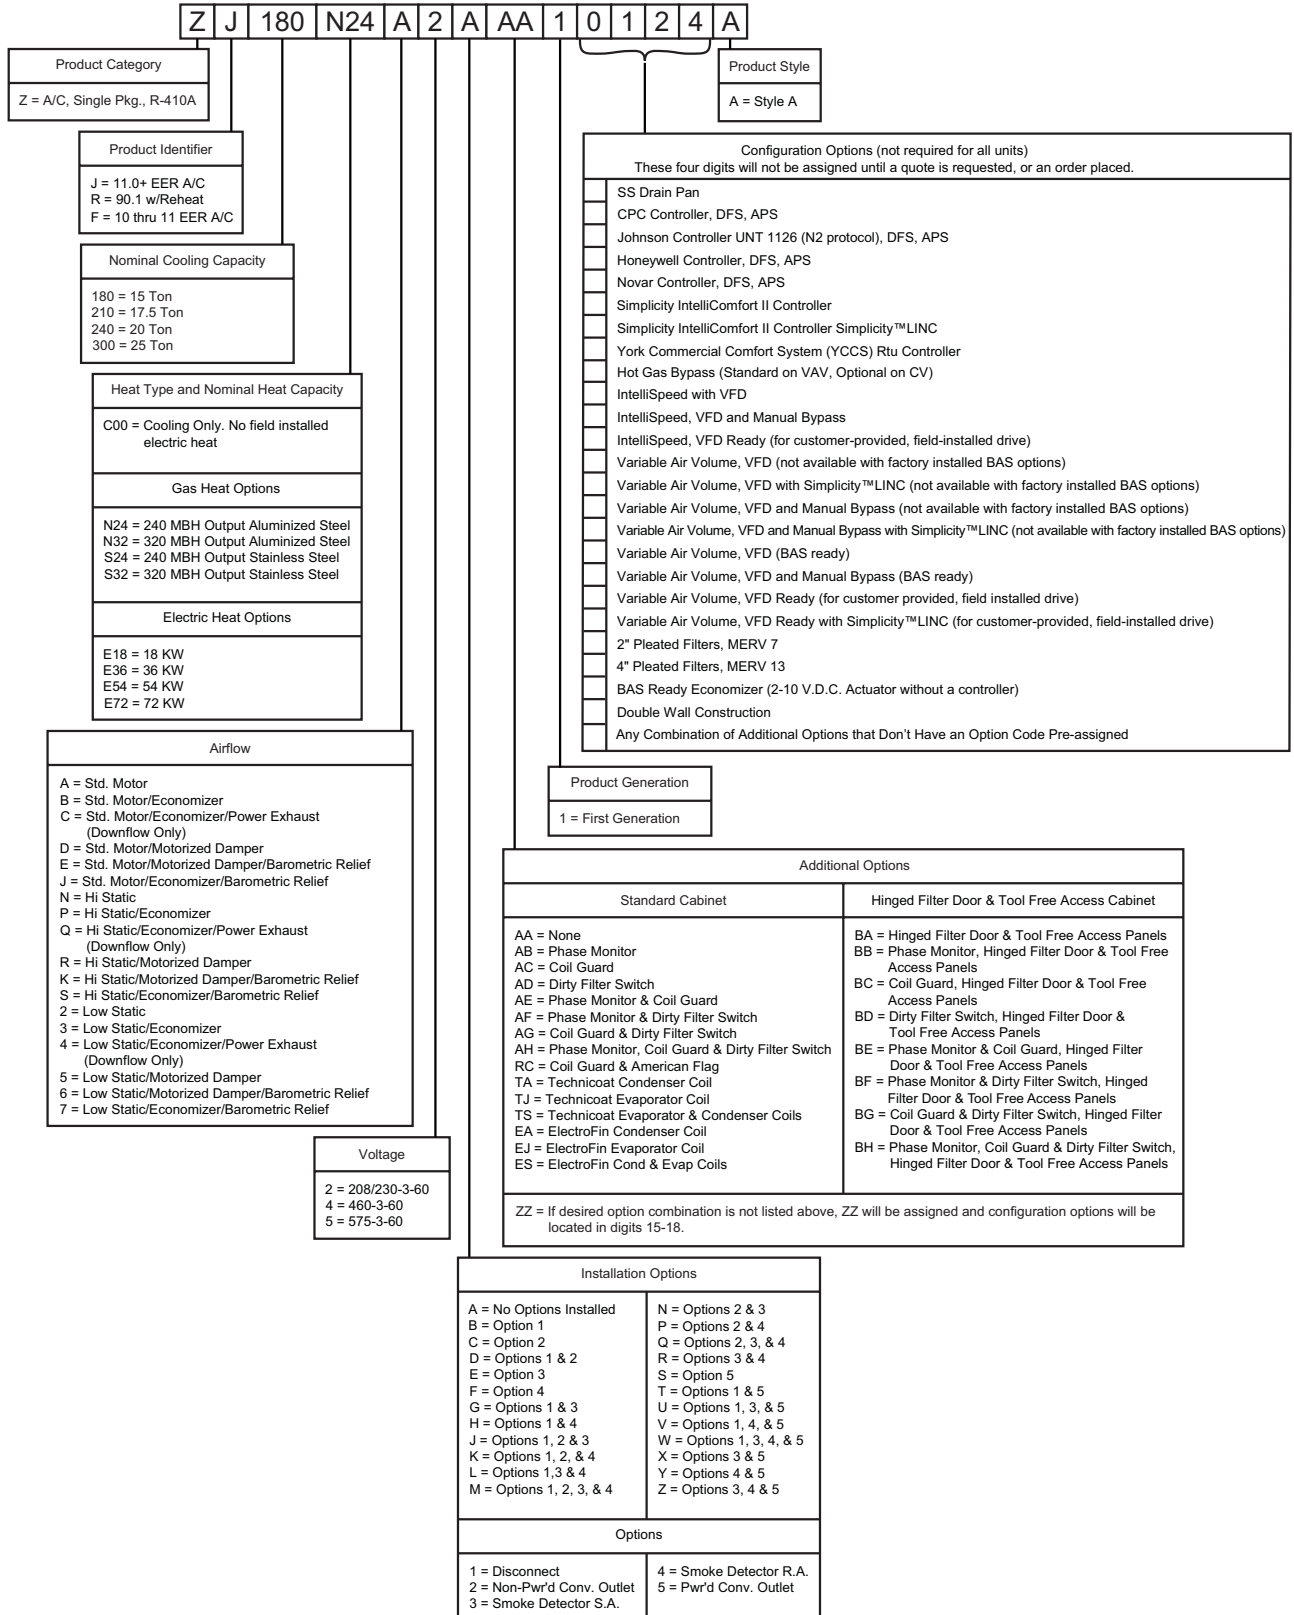 Z J 180 N24 A 2 A AA 1 0 1 2 4 A
Product Category
Z = A/C, Single Pkg., R-410A
Product Style
A = Style A
Product Identifier
J = 11.0+ EER A/C
R = 90.1 w/Reheat
F = 10 thru 11 EER A/C
Nominal Cooling Capacity
180 = 15 Ton
210 = 17.5 Ton
240 = 20 Ton
300 = 25 Ton
Heat Type and Nominal Heat Capacity
C00 = Cooling Only. No field installed
electric heat
Gas Heat Options
N24 = 240 MBH Output Aluminized Steel
N32 = 320 MBH Output Aluminized Steel
S24 = 240 MBH Output Stainless Steel
S32 = 320 MBH Output Stainless Steel
Electric Heat Options
E18 = 18 KW
E36 = 36 KW
E54 = 54 KW
E72 = 72 KW
Configuration Options (not required for all units)
These four digits will not be assigned until a quote is requested, or an order placed.
SS Drain Pan
CPC Controller, DFS, APS
Johnson Controller UNT 1126 (N2 protocol), DFS, APS
Honeywell Controller, DFS, APS
Novar Controller, DFS, APS
Simplicity IntelliComfort II Controller
Simplicity IntelliComfort II Controller Simplicity™LINC
York Commercial Comfort System (YCCS) Rtu Controller
Hot Gas Bypass (Standard on VAV, Optional on CV)
IntelliSpeed with VFD
IntelliSpeed, VFD and Manual Bypass
IntelliSpeed, VFD Ready (for customer-provided, field-installed drive)
Variable Air Volume, VFD (not available with factory installed BAS options)
Variable Air Volume, VFD with Simplicity™LINC (not available with factory installed BAS options)
Variable Air Volume, VFD and Manual Bypass (not available with factory installed BAS options)
Variable Air Volume, VFD and Manual Bypass with Simplicity™LINC (not available with factory installed BAS options)
Variable Air Volume, VFD (BAS ready)
Variable Air Volume, VFD and Manual Bypass (BAS ready)
Variable Air Volume, VFD Ready (for customer provided, field installed drive)
Variable Air Volume, VFD Ready with Simplicity™LINC (for customer-provided, field-installed drive)
2" Pleated Filters, MERV 7
4" Pleated Filters, MERV 13
BAS Ready Economizer (2-10 V.D.C. Actuator without a controller)
Double Wall Construction
Any Combination of Additional Options that Don't Have an Option Code Pre-assigned
Airflow
A = Std. Motor
B = Std. Motor/Economizer
C = Std. Motor/Economizer/Power Exhaust
(Downflow Only)
D = Std. Motor/Motorized Damper
E = Std. Motor/Motorized Damper/Barometric Relief
J = Std. Motor/Economizer/Barometric Relief
N = Hi Static
P = Hi Static/Economizer
Q = Hi Static/Economizer/Power Exhaust
(Downflow Only)
R = Hi Static/Motorized Damper
K = Hi Static/Motorized Damper/Barometric Relief
S = Hi Static/Economizer/Barometric Relief
2 = Low Static
3 = Low Static/Economizer
4 = Low Static/Economizer/Power Exhaust
(Downflow Only)
5 = Low Static/Motorized Damper
6 = Low Static/Motorized Damper/Barometric Relief
7 = Low Static/Economizer/Barometric Relief
Product Generation
1 = First Generation
Additional Options
Standard Cabinet
AA = None
AB = Phase Monitor
AC = Coil Guard
AD = Dirty Filter Switch
AE = Phase Monitor & Coil Guard
AF = Phase Monitor & Dirty Filter Switch
AG = Coil Guard & Dirty Filter Switch
AH = Phase Monitor, Coil Guard & Dirty Filter Switch
RC = Coil Guard & American Flag
TA = Technicoat Condenser Coil
TJ = Technicoat Evaporator Coil
TS = Technicoat Evaporator & Condenser Coils
EA = ElectroFin Condenser Coil
EJ = ElectroFin Evaporator Coil
ES = ElectroFin Cond & Evap Coils
Hinged Filter Door & Tool Free Access Cabinet
BA = Hinged Filter Door & Tool Free Access Panels
BB = Phase Monitor, Hinged Filter Door & Tool Free
Access Panels
BC = Coil Guard, Hinged Filter Door & Tool Free
Access Panels
BD = Dirty Filter Switch, Hinged Filter Door &
Tool Free Access Panels
BE = Phase Monitor & Coil Guard, Hinged Filter
Door & Tool Free Access Panels
BF = Phase Monitor & Dirty Filter Switch, Hinged
Filter Door & Tool Free Access Panels
BG = Coil Guard & Dirty Filter Switch, Hinged Filter
Door & Tool Free Access Panels
BH = Phase Monitor, Coil Guard & Dirty Filter Switch,
Hinged Filter Door & Tool Free Access Panels
ZZ = If desired option combination is not listed above, ZZ will be assigned and configuration options will be
located in digits 15-18.
Voltage
2 = 208/230-3-60
4 = 460-3-60
5 = 575-3-60
Installation Options
A = No Options Installed
B = Option 1
C = Option 2
D = Options 1 & 2
E = Option 3
F = Option 4
G = Options 1 & 3
H = Options 1 & 4
J = Options 1, 2 & 3
K = Options 1, 2, & 4
L = Options 1,3 & 4
M = Options 1, 2, 3, & 4
N = Options 2 & 3
P = Options 2 & 4
Q = Options 2, 3, & 4
R = Options 3 & 4
S = Option 5
T = Options 1 & 5
U = Options 1, 3, & 5
V = Options 1, 4, & 5
W = Options 1, 3, 4, & 5
X = Options 3 & 5
Y = Options 4 & 5
Z = Options 3, 4 & 5
Options
1 = Disconnect
2 = Non-Pwr'd Conv. Outlet
3 = Smoke Detector S.A.
4 = Smoke Detector R.A.
5 = Pwr'd Conv. Outlet